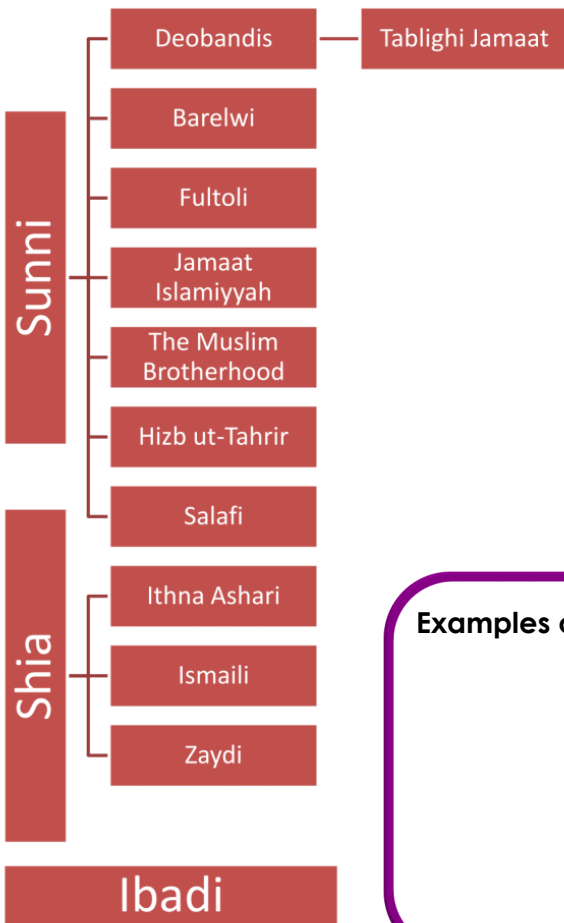 Deobandis
Tablighi Jamaat
Barelwi
Fultoli
Sunni
Jamaat
Islamiyyah
The Muslim
Brotherhood
Hizb ut-Tahrir
Salafi
Shia
Ithna Ashari
Ismaili
Zaydi
Examples
Ibadi